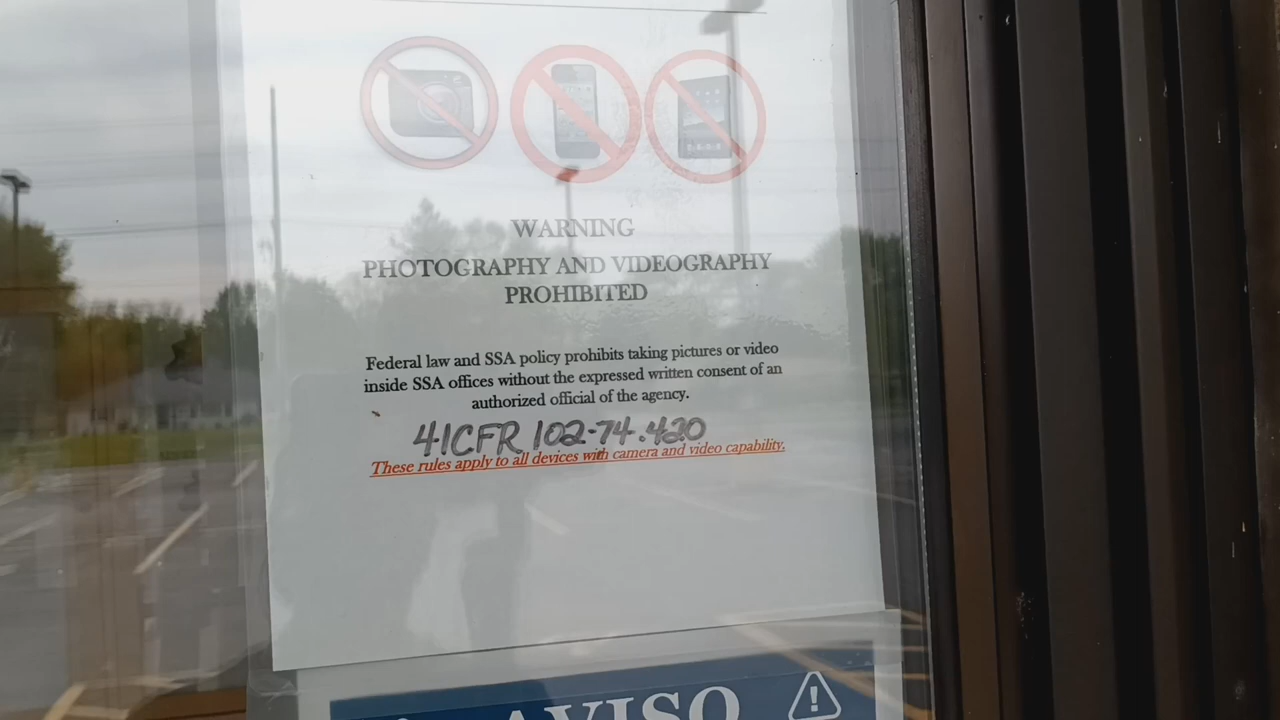 WARNING
PHOTOGRAPHY AND VIDEOGRAPHY
PROHIBITED
Federal law and SSA policy prohibits taking pictures or video
inside SSA offices without the expressed written consent of an
authorized official of the agency.
41CFR 102-74.420
These rules apply to all devices with camera and video capability.
AVISO